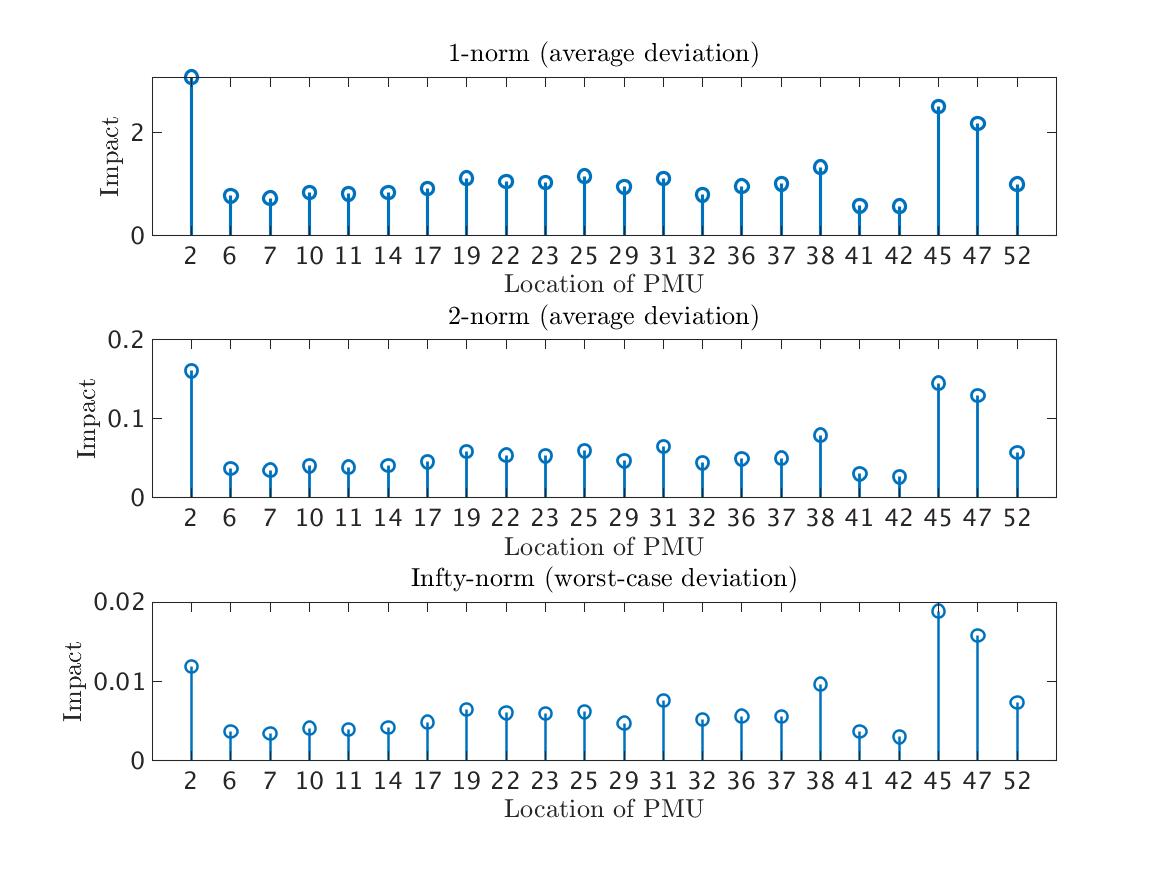 1-norm (average deviation)
Impact
2
0
2 6 7 10 11 14 17 19 22 23 25 29 31 32 36 37 38 41 42 45 47 52
Location of PMU
2-norm (average deviation)
Impact
0.2
0.1
0
2 6 7 10 11 14 17 19 22 23 25 29 31 32 36 37 38 41 42 45 47 52
Location of PMU
Infty-norm (worst-case deviation)
Impact
0.02
0.01
0
2 6 7 10 11 14 17 19 22 23 25 29 31 32 36 37 38 41 42 45 47 52
Location of PMU